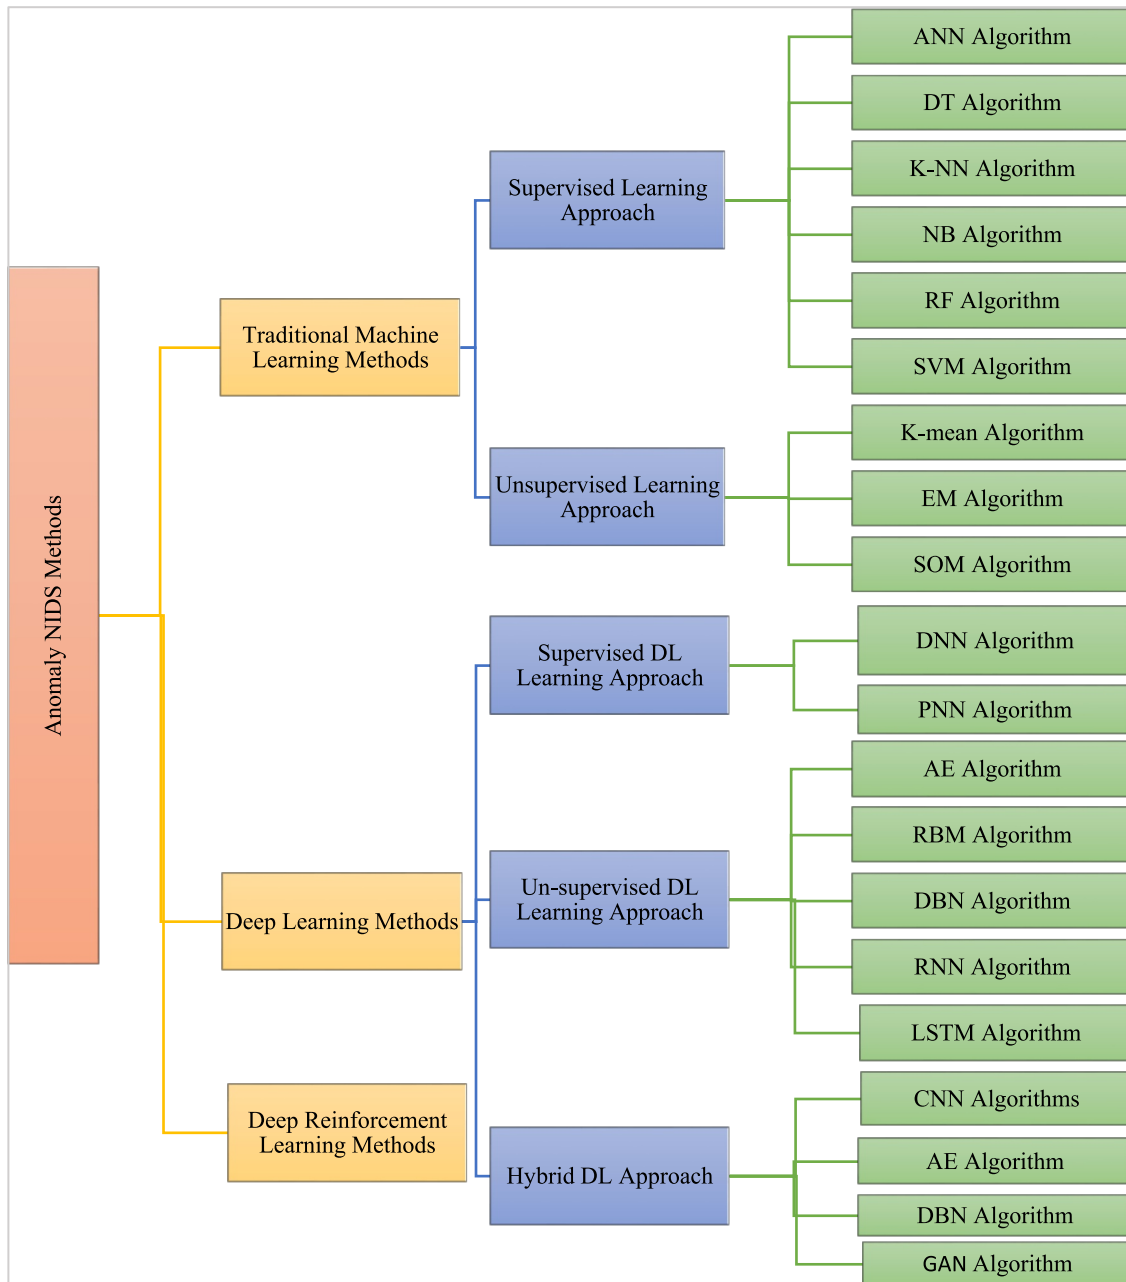 Anomaly NIDS Methods
Traditional Machine
Learning Methods
Deep Learning Methods
Deep Reinforcement
Learning Methods
Supervised Learning
Approach
Unsupervised Learning
Approach
Supervised DL
Learning Approach
Un-supervised DL
Learning Approach
Hybrid DL Approach
ANN Algorithm
DT Algorithm
K-NN Algorithm
NB Algorithm
RF Algorithm
SVM Algorithm
K-mean Algorithm
EM Algorithm
SOM Algorithm
DNN Algorithm
PNN Algorithm
AE Algorithm
RBM Algorithm
DBN Algorithm
RNN Algorithm
LSTM Algorithm
CNN Algorithms
AE Algorithm
DBN Algorithm
GAN Algorithm